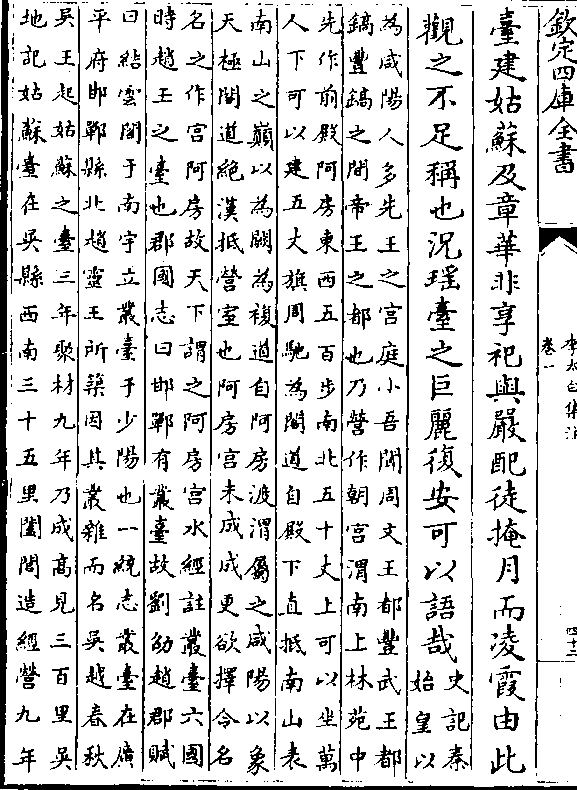 欽定四庫全書
李太白集注
卷一
四十二
臺建姑蘇及章華非享祀與嚴配徒掩月而凌霞由此
觀之不足稱也況瑤臺之巨麗復安可以語哉
史記秦
始皇以
為咸陽人多先王之宮庭小吾聞周文王都豐武王都
鎬豐鎬之間帝王之都也乃營作朝宮渭南上林苑中
先作前殿阿房東西五百步南北五十丈上可以坐萬
人下可以建五丈旗周馳為閣道自殿下直抵南山表
南山之巔以為闕為複道自阿房渡渭屬之咸陽以象
天極閣道絕漢抵營室也阿房宮未成成更欲擇令名
名之作宮阿房故天下謂之阿房宮水經註叢臺六國
時趙王之臺也郡國志曰邯鄲有叢臺故劉劭趙郡賦
曰結雲閣于南宇立叢臺于少陽也一統志叢臺在廣
平府邯鄲縣北趙靈王所築因其叢雜而名吳越春秋
吳王起姑蘇之臺三年聚材九年乃成高見三百里吳
地記姑蘇臺在吳縣西南三十五里闔閭造經營九年